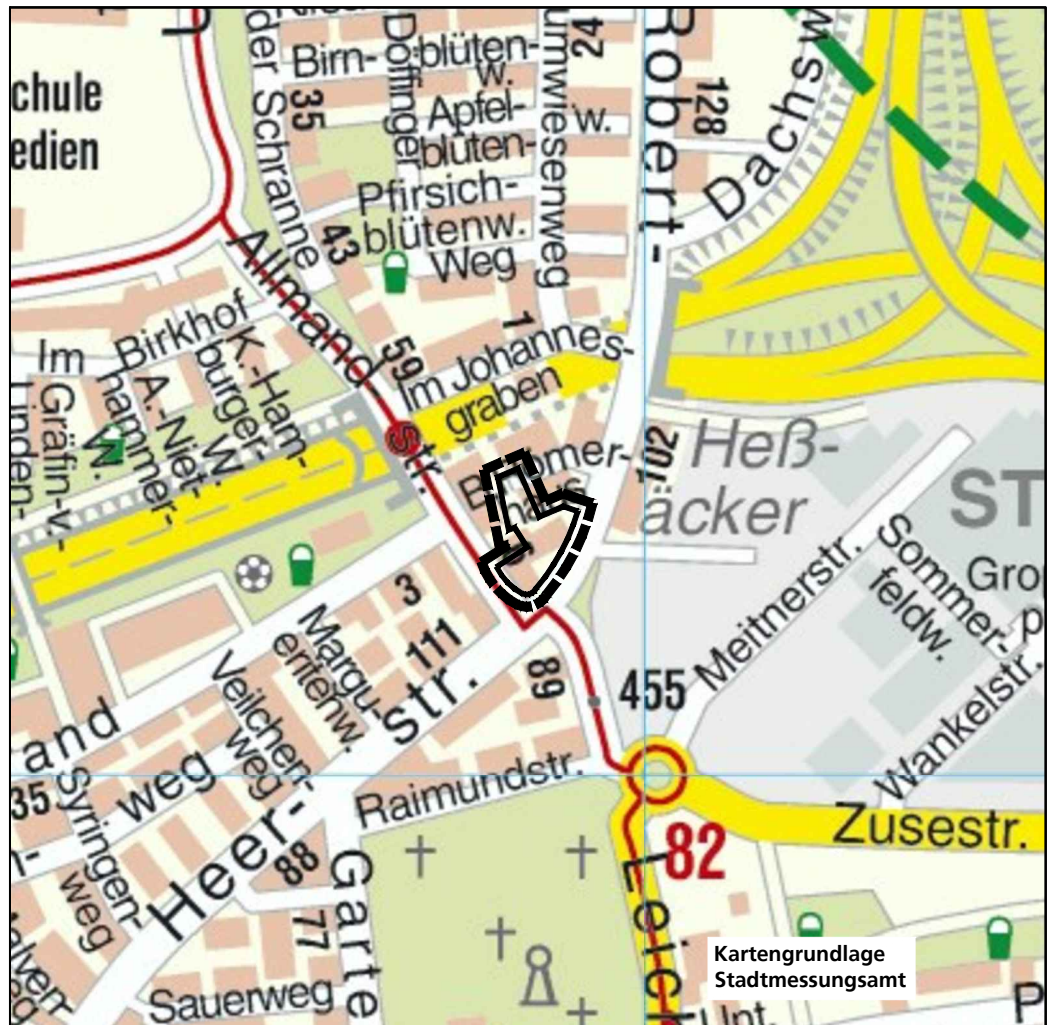 der Schranne
35
Birn-
blüten-
w.
Döffinger
Apfel-
blüten-
w.
umwiesenweg
24
Robert-
128
Dachsw
chule
edien
Pfirsich-
blütenw.
Weg
43
Allmand
Str.
59
1
Im Johannes-
graben
Im
Birkhof
Gräfin-v.-
W.
Linden-
hammer-
A.-Niet-
burger-
W.
K.-Ham-
102
Heß-
äcker
ST
Gro
Meitnerstr.
Sommer-
feldw.
Wankelstr.
p
3
111
89
455
Margu-
eritenw.
Veilchen-
weg
and
weg
35
Syringen-
weg
Heer-
str.
Raimundstr.
88
77
Garte
82
Zusestr.
Leick
Sauerweg
Kartengrundlage
Stadtmessungsamt
P